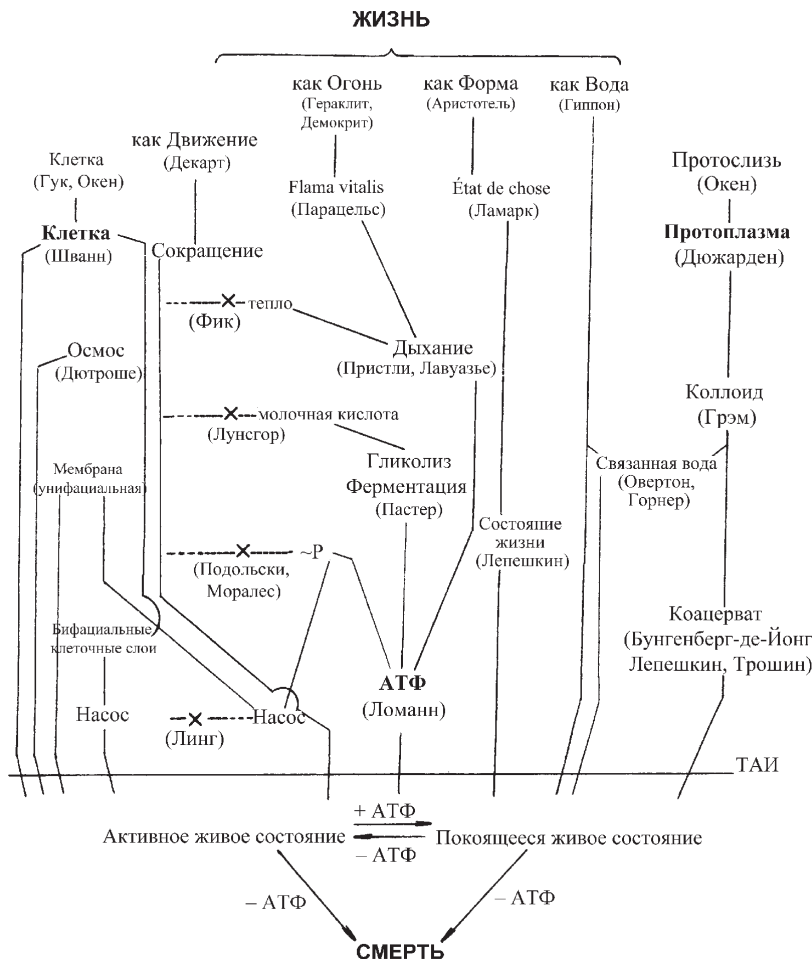 ЖИЗНЬ
как Огонь
(Гераклит,
Демокрит)
как Форма
(Аристотель)
как Вода
(Гиппон)
как Движение
(Декарт)
Клетка
(Гук, Окен)
Протослизь
(Окен)
Flama vitalis
(Парацельс)
État de chose
(Ламарк)
Клетка
(Шванн)
Сокращение
Протоплазма
(Дюжарден)
тепло
(Фик)
Осмос
(Дютроше)
Дыхание
(Пристли, Лавуазье)
Коллоид
(Грэм)
молочная кислота
(Лунсгор)
Гликолиз
Ферментация
(Пастер)
Мембрана
(унифациальная)
Связанная вода
(Овертон,
Горнер)
Состояние
жизни
(Лепешкин)
~P
(Подольски,
Моралес)
Бифациальные
клеточные слои
Коацерват
(Бунгенберг-де-Йонг
Лепешкин, Трошин)
АТФ
(Ломанн)
Насос
Насос
(Линг)
ТАИ
+ АТФ
Активное живое состояние
Покоящееся живое состояние
– АТФ
– АТФ
– АТФ
СМЕРТЬ